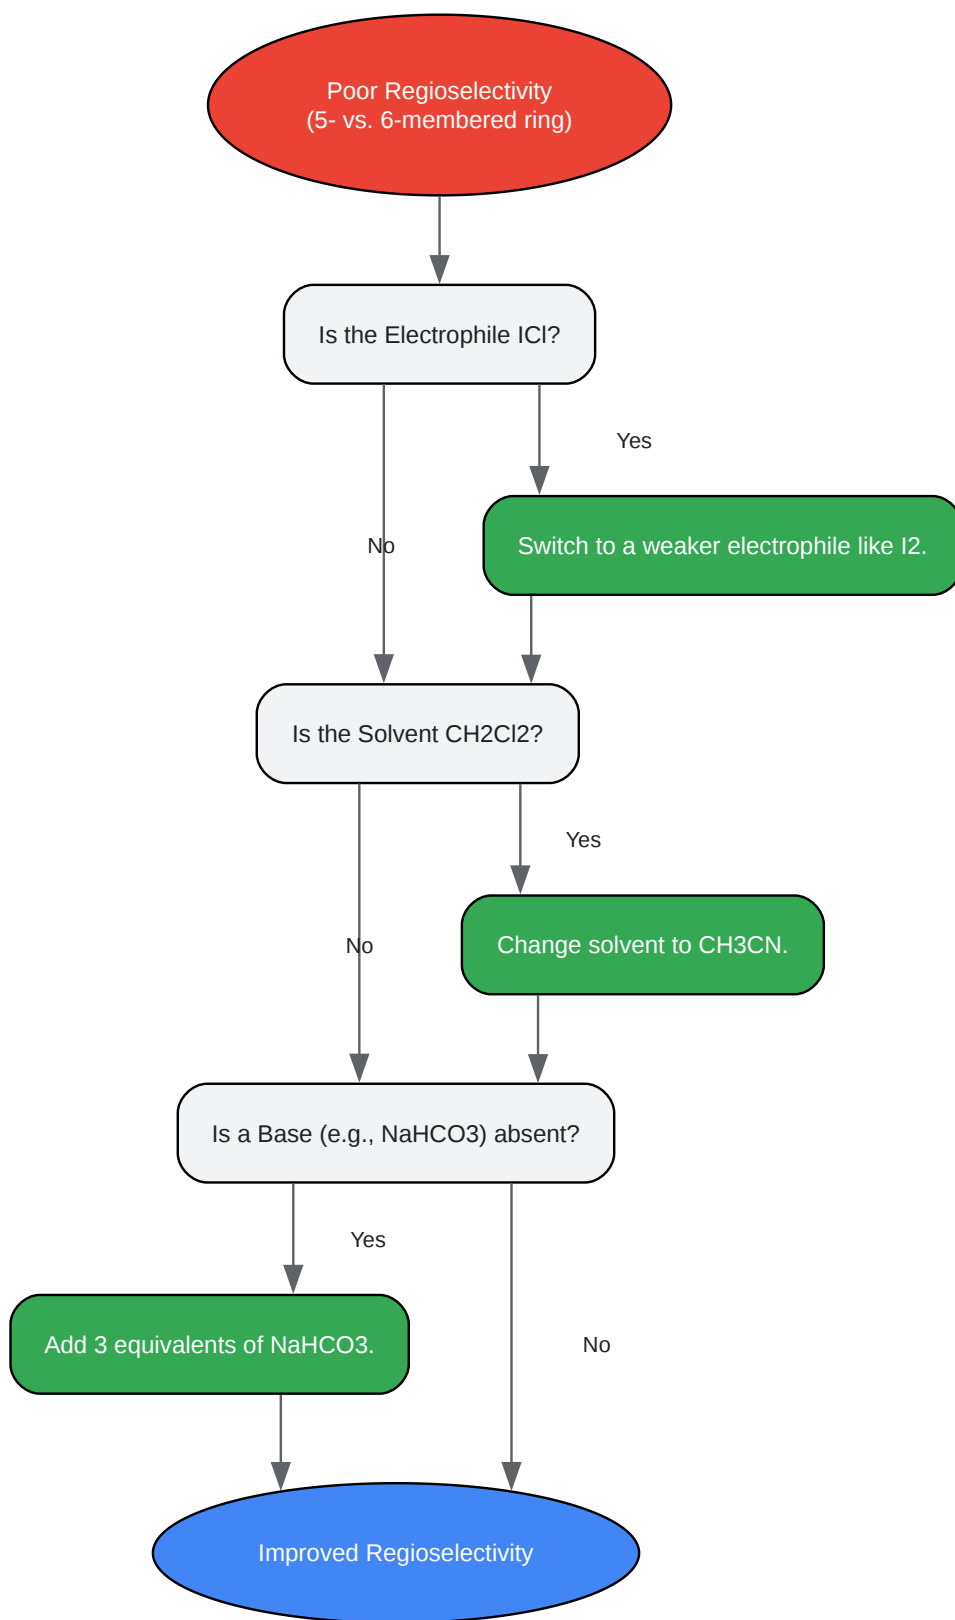 Poor Regioselectivity
(5- vs. 6-membered ring)
Is the Electrophile ICl?
Yes
No
Switch to a weaker electrophile like I2.
Is the Solvent CH2Cl2?
Yes
No
Change solvent to CH3CN.
Is a Base (e.g., NaHCO3) absent?
Yes
Add 3 equivalents of NaHCO3.
No
Improved Regioselectivity